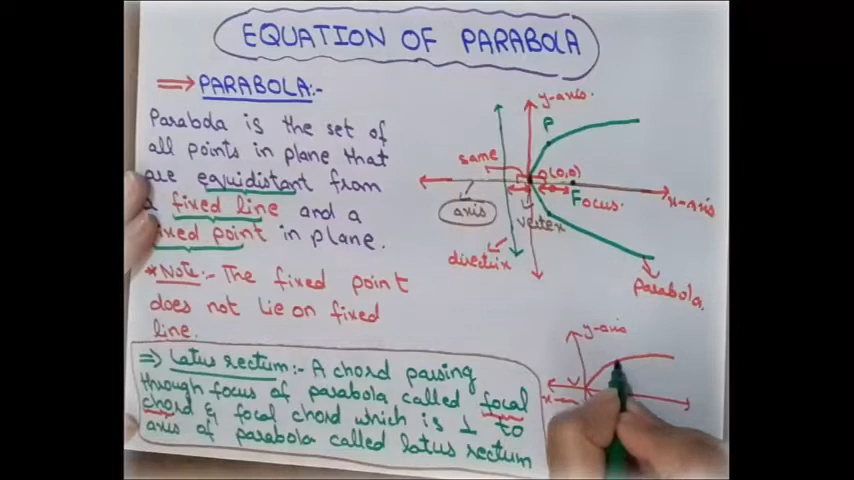 EQUATION OF PARABOLA
⇒ PARABOLA:-
Parabola is the set of
all points in plane that
are equidistant from
a fixed line and a
fixed point in plane.
*Note:- The fixed point
does not lie on fixed
line.
⇒ Latus rectum:- A chord passing
through focus of parabola called focal
chord & focal chord which is ⊥ to
axis of parabola called latus rectum
y-axis
P
same
(0,0)
x-axis
Focus
axis
vertex
directrix
parabola
y-axis